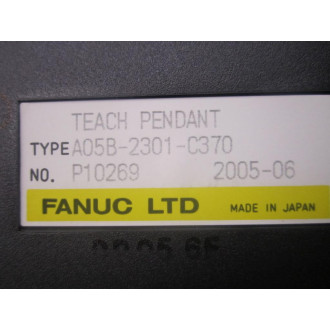 TEACH PENDANT
TYPE A05B-2301-C370
NO. P10269 2005-06
FANUC LTD MADE IN JAPAN